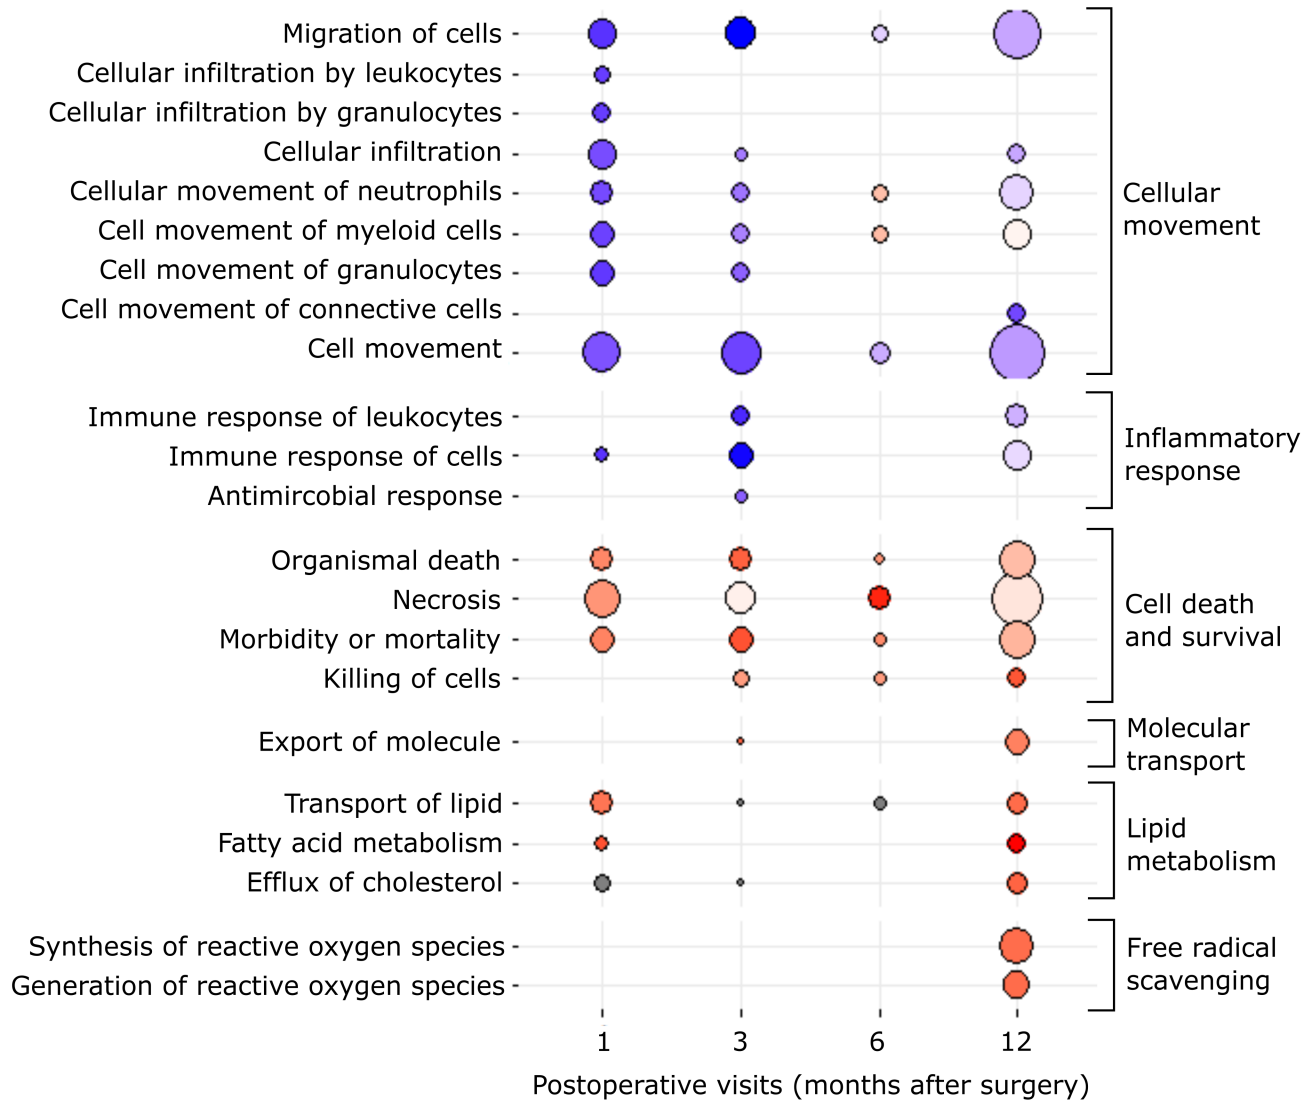 Migration of cells
Cellular infiltration by leukocytes
Cellular infiltration by granulocytes
Cellular infiltration
Cellular movement of neutrophils
Cell movement of myeloid cells
Cell movement of granulocytes
Cell movement of connective cells
Cell movement
Cellular
movement
Immune response of leukocytes
Immune response of cells
Antimircobial response
Inflammatory
response
Organismal death
Necrosis
Morbidity or mortality
Killing of cells
Cell death
and survival
Export of molecule
Molecular
transport
Transport of lipid
Fatty acid metabolism
Efflux of cholesterol
Lipid
metabolism
Synthesis of reactive oxygen species
Generation of reactive oxygen species
Free radical
scavenging
1 3 6 12
Postoperative visits (months after surgery)